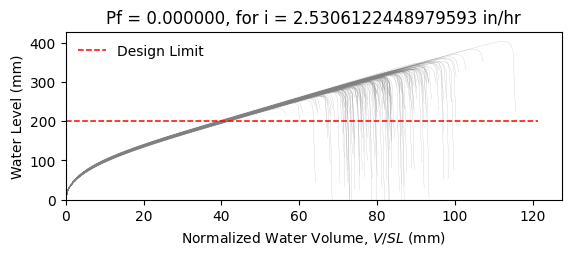 Pf = 0.000000, for i = 2.5306122448979593 in/hr
Water Level (mm)
400
300
200
100
0
Design Limit
0 20 40 60 80 100 120
Normalized Water Volume, V/SL (mm)